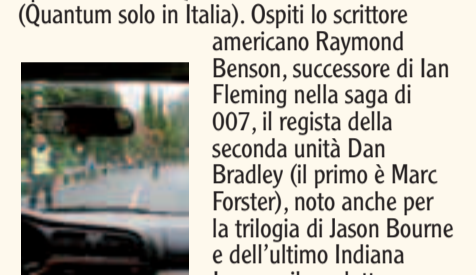 (Quantum solo in Italia). Ospiti lo scrittore
americano Raymond
Benson, successore di Ian
Fleming nella saga di
007, il regista della
seconda unità Dan
Bradley (il primo è Marc
Forster), noto anche per
la trilogia di Jason Bourne
e dell'ultimo Indiana